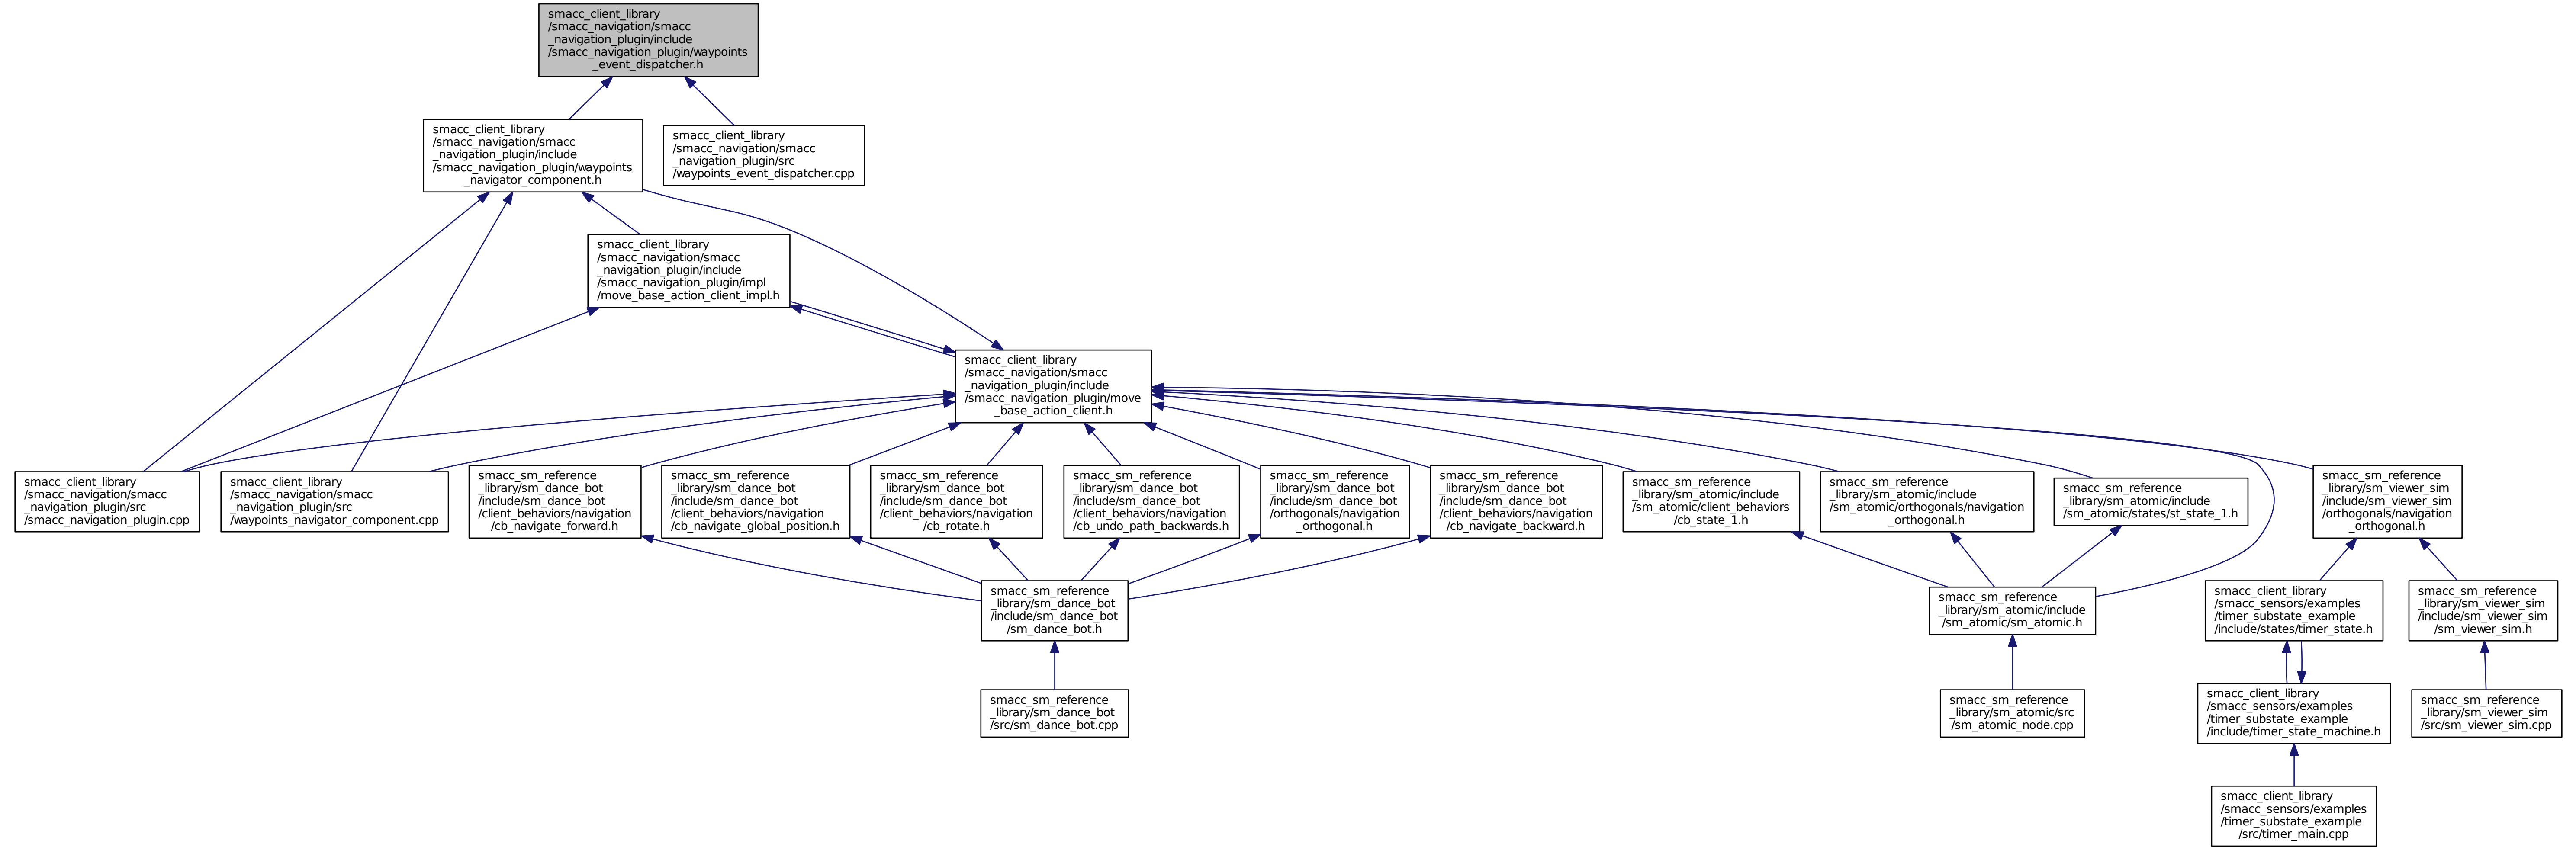 smacc_client_library
/smacc_navigation/smacc
_navigation_plugin/include
/smacc_navigation_plugin/waypoints
_event_dispatcher.h
smacc_client_library
/smacc_navigation/smacc
_navigation_plugin/include
/smacc_navigation_plugin/waypoints
_navigator_component.h
smacc_client_library
/smacc_navigation/smacc
_navigation_plugin/src
/waypoints_event_dispatcher.cpp
smacc_client_library
/smacc_navigation/smacc
_navigation_plugin/include
/smacc_navigation_plugin/impl
/move_base_action_client_impl.h
smacc_client_library
/smacc_navigation/smacc
_navigation_plugin/include
/smacc_navigation_plugin/move
_base_action_client.h
smacc_client_library
/smacc_navigation/smacc
_navigation_plugin/src
/smacc_navigation_plugin.cpp
smacc_client_library
/smacc_navigation/smacc
_navigation_plugin/src
/waypoints_navigator_component.cpp
smacc_sm_reference
_library/sm_dance_bot
/include/sm_dance_bot
/client_behaviors/navigation
/cb_navigate_forward.h
smacc_sm_reference
_library/sm_dance_bot
/include/sm_dance_bot
/client_behaviors/navigation
/cb_navigate_global_position.h
smacc_sm_reference
_library/sm_dance_bot
/include/sm_dance_bot
/client_behaviors/navigation
/cb_rotate.h
smacc_sm_reference
_library/sm_dance_bot
/include/sm_dance_bot
/client_behaviors/navigation
/cb_undo_path_backwards.h
smacc_sm_reference
_library/sm_dance_bot
/include/sm_dance_bot
/orthogonals/navigation
_orthogonal.h
smacc_sm_reference
_library/sm_dance_bot
/include/sm_dance_bot
/client_behaviors/navigation
/cb_navigate_backward.h
smacc_sm_reference
_library/sm_atomic/include
/sm_atomic/client_behaviors
/cb_state_1.h
smacc_sm_reference
_library/sm_atomic/include
/sm_atomic/orthogonals/navigation
_orthogonal.h
smacc_sm_reference
_library/sm_atomic/include
/sm_atomic/states/st_state_1.h
smacc_sm_reference
_library/sm_viewer_sim
/include/sm_viewer_sim
/orthogonals/navigation
_orthogonal.h
smacc_sm_reference
_library/sm_dance_bot
/include/sm_dance_bot
/sm_dance_bot.h
smacc_sm_reference
_library/sm_atomic/include
/sm_atomic/sm_atomic.h
smacc_client_library
/smacc_sensors/examples
/timer_substate_example
/include/states/timer_state.h
smacc_sm_reference
_library/sm_viewer_sim
/include/sm_viewer_sim
/sm_viewer_sim.h
smacc_sm_reference
_library/sm_dance_bot
/src/sm_dance_bot.cpp
smacc_sm_reference
_library/sm_atomic/src
/sm_atomic_node.cpp
smacc_client_library
/smacc_sensors/examples
/timer_substate_example
/include/timer_state_machine.h
smacc_sm_reference
_library/sm_viewer_sim
/src/sm_viewer_sim.cpp
smacc_client_library
/smacc_sensors/examples
/timer_substate_example
/src/timer_main.cpp